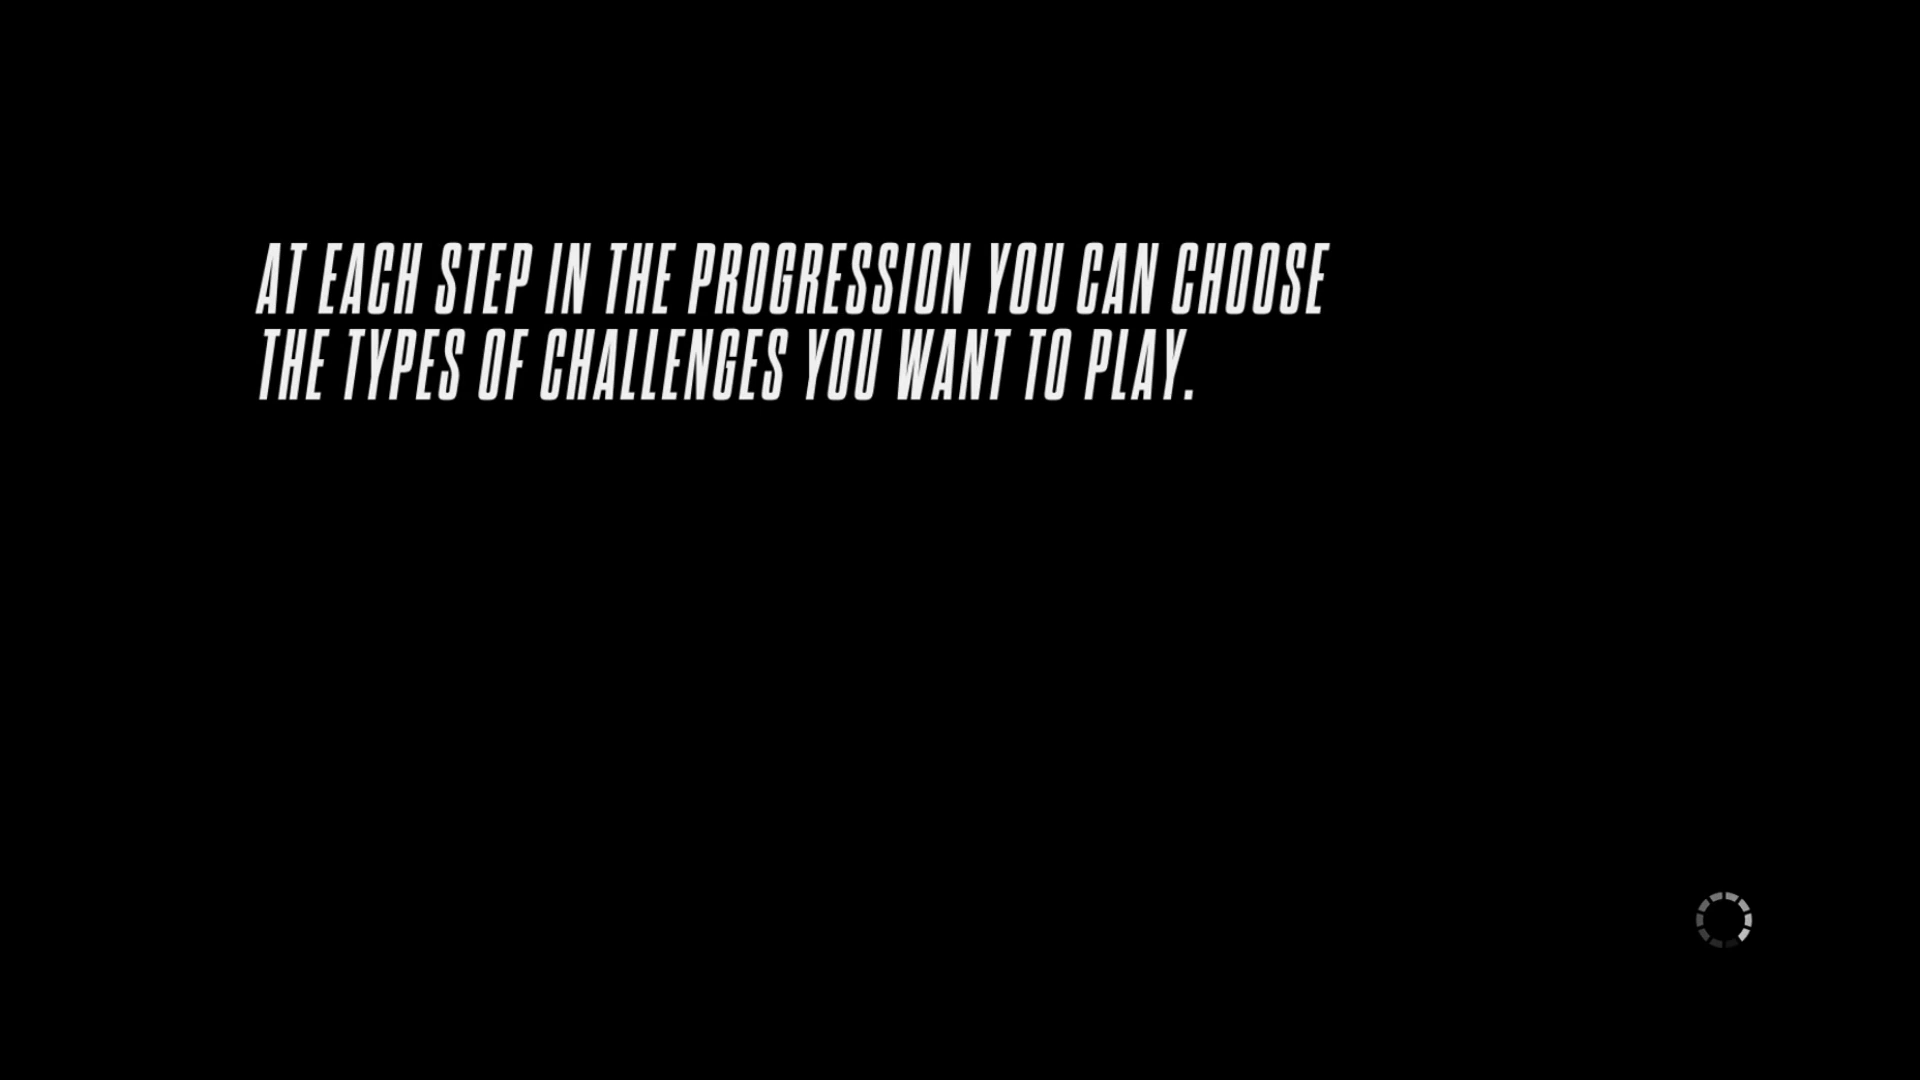 AT EACH STEP IN THE PROGRESSION YOU CAN CHOOSE
THE TYPES OF CHALLENGES YOU WANT TO PLAY.